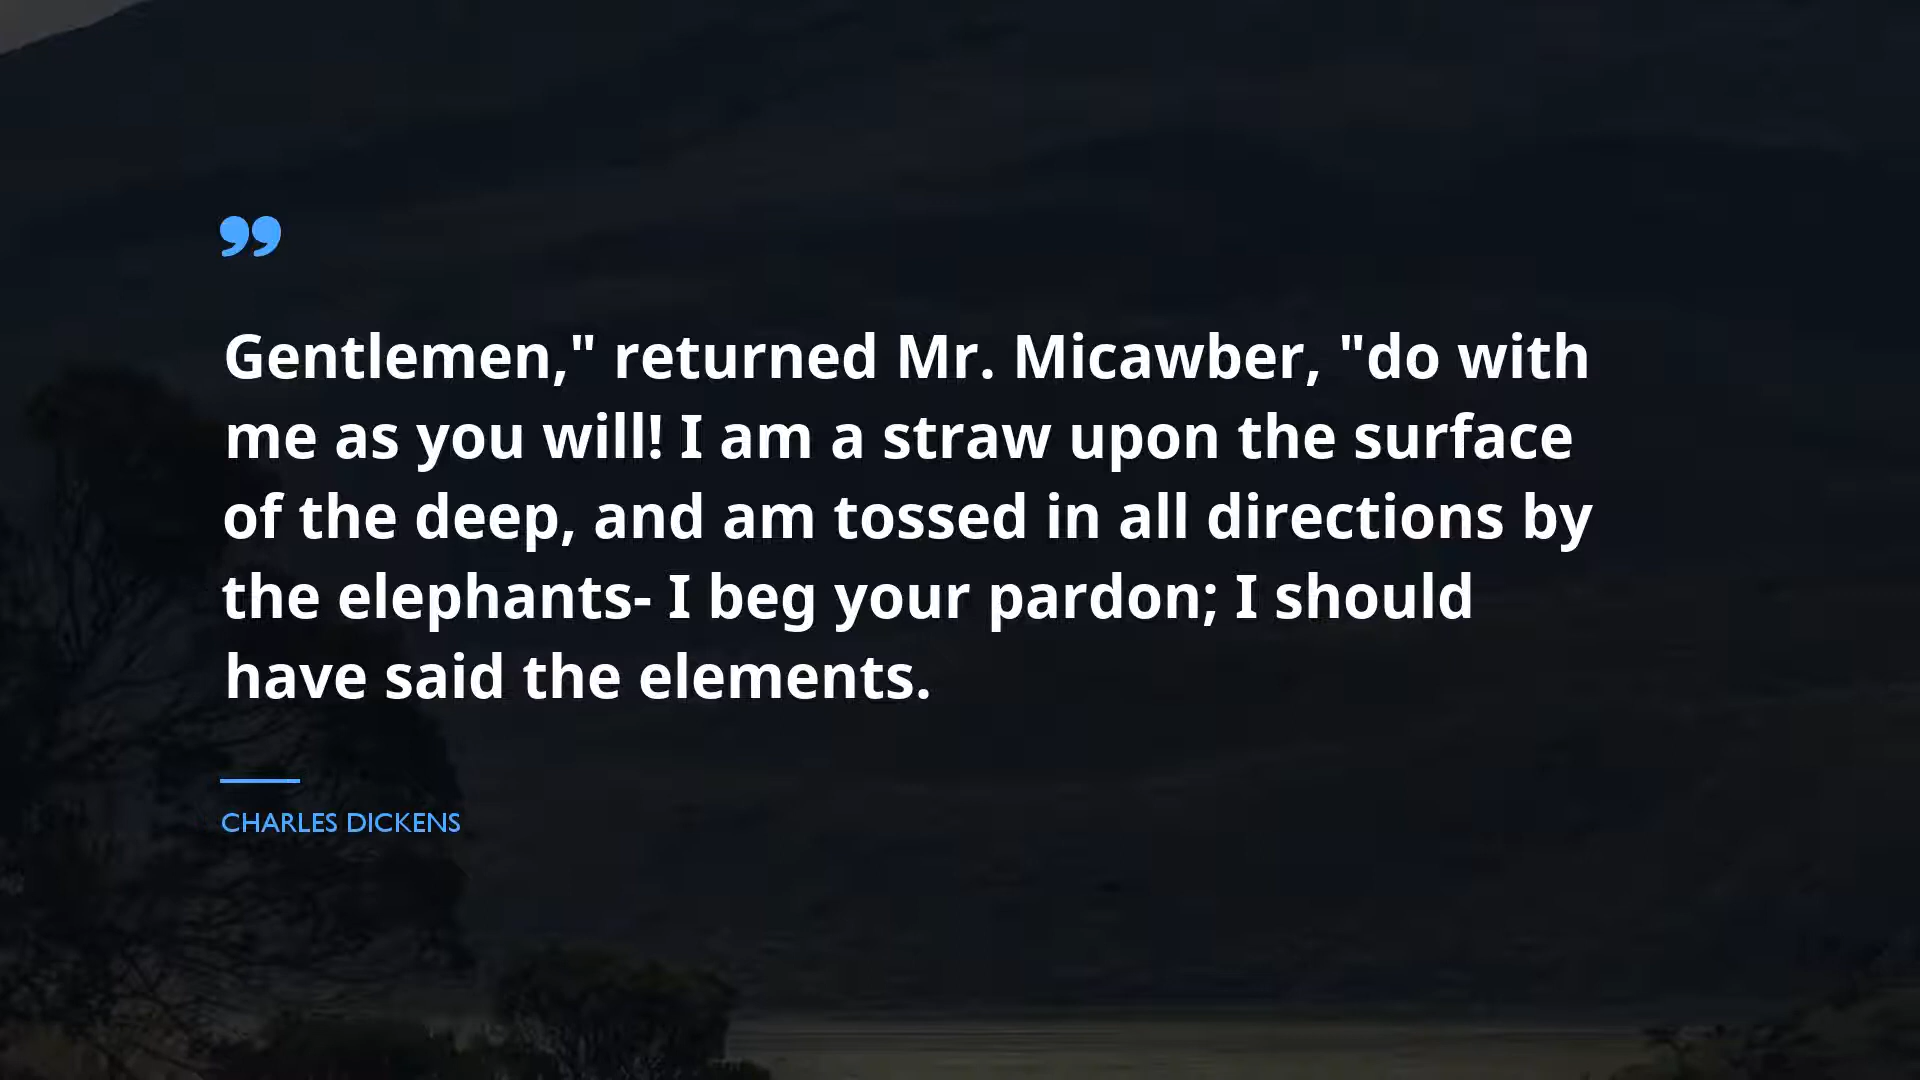 ”
Gentlemen," returned Mr. Micawber, "do with
me as you will! I am a straw upon the surface
of the deep, and am tossed in all directions by
the elephants- I beg your pardon; I should
have said the elements.
CHARLES DICKENS